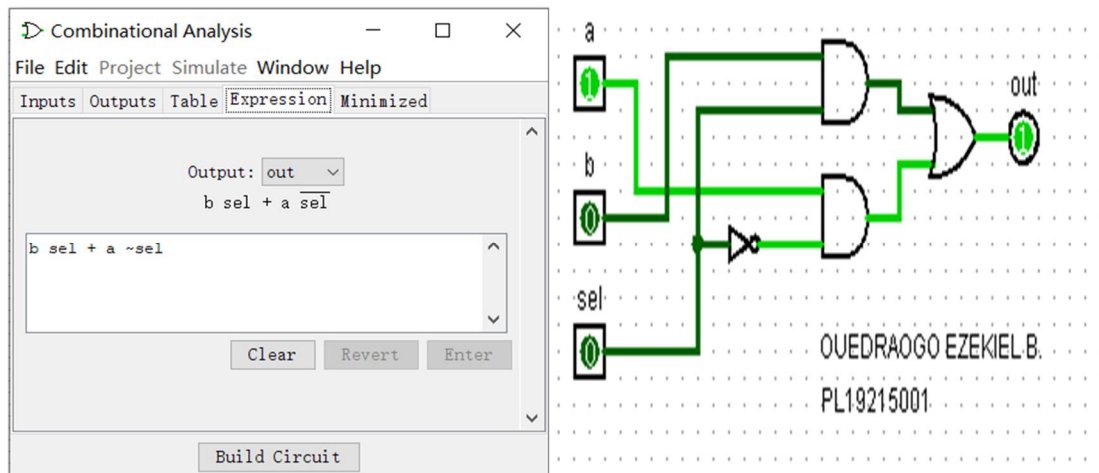 Combinational Analysis
File Edit Project Simulate Window Help
Inputs Outputs Table Expression Minimized
Output: out
b sel + a s̅e̅l̅
b sel + a ~sel
Clear Revert Enter
Build Circuit
a
1
b
0
sel
0
out
1
OUEDRAOGO EZEKIEL B.
PL19215001